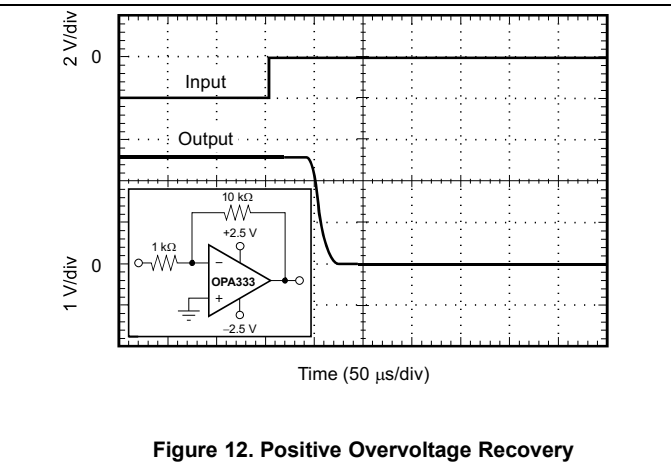 2 V/div
0
Input
Output
10 kΩ
+2.5 V
1 kΩ
−
OPA333
+
−2.5 V
1 V/div
0
Time (50 μs/div)
Figure 12. Positive Overvoltage Recovery